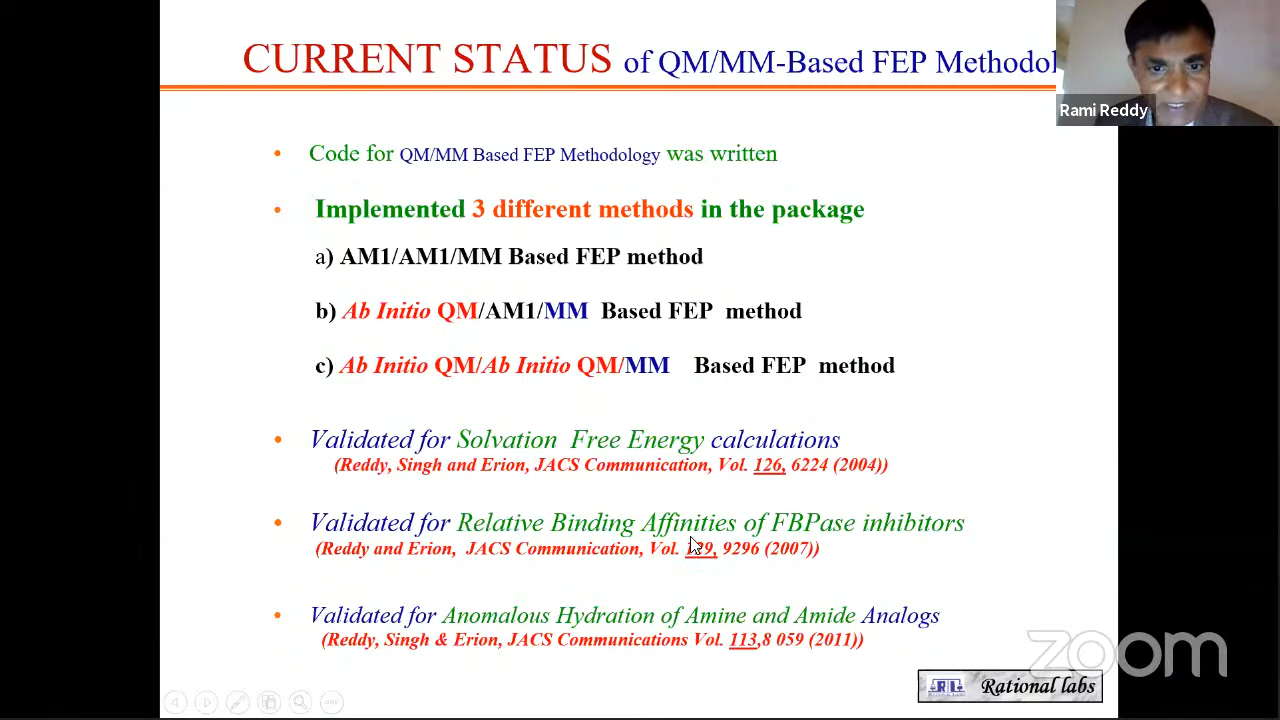 CURRENT STATUS of QM/MM-Based FEP Methodol
Rami Reddy
• Code for QM/MM Based FEP Methodology was written
• Implemented 3 different methods in the package
a) AM1/AM1/MM Based FEP method
b) Ab Initio QM/AM1/MM Based FEP method
c) Ab Initio QM/Ab Initio QM/MM Based FEP method
• Validated for Solvation Free Energy calculations
(Reddy, Singh and Erion, JACS Communication, Vol. 126, 6224 (2004))
• Validated for Relative Binding Affinities of FBPase inhibitors
(Reddy and Erion, JACS Communication, Vol. 129, 9296 (2007))
• Validated for Anomalous Hydration of Amine and Amide Analogs
(Reddy, Singh & Erion, JACS Communications Vol. 113,8 059 (2011))
zoom
RL Rational labs